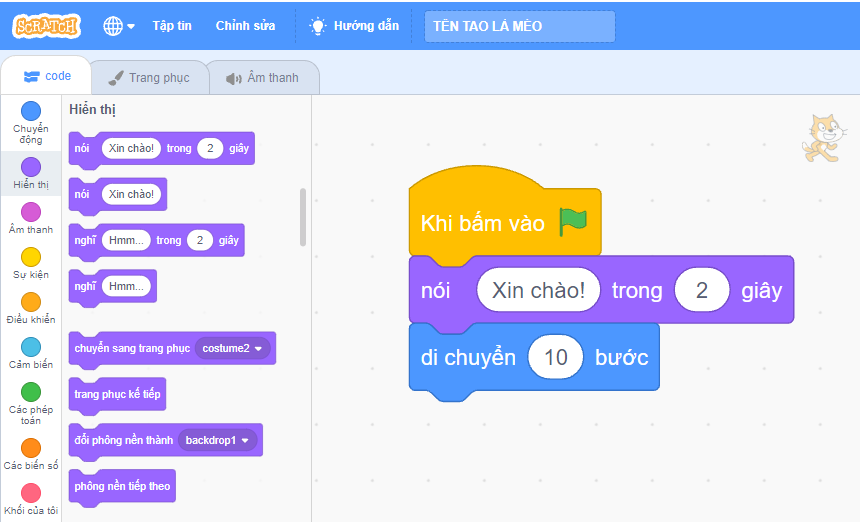 SCRATCH Tập tin Chỉnh sửa Hướng dẫn TÊN TAO LÀ MÈO
code Trang phục Âm thanh
Chuyển động
Hiển thị
Âm thanh
Sự kiện
Điều khiển
Cảm biến
Các phép toán
Các biến số
Khối của tôi
Hiển thị
nói Xin chào! trong 2 giây
nói Xin chào!
nghĩ Hmm... trong 2 giây
nghĩ Hmm...
chuyển sang trang phục costume2
trang phục kế tiếp
đổi phông nền thành backdrop1
phông nền tiếp theo
Khi bấm vào
nói Xin chào! trong 2 giây
di chuyển 10 bước